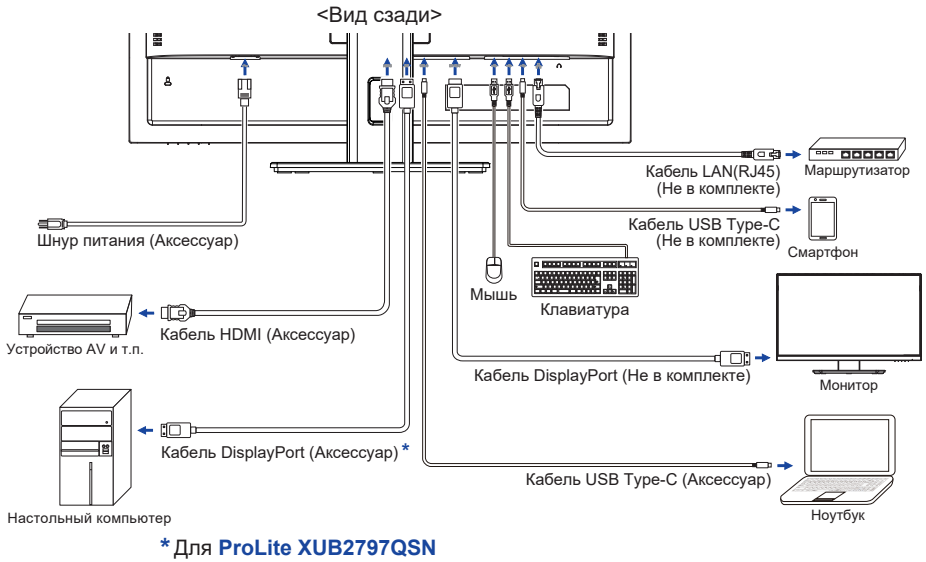 <Вид сзади>
Кабель LAN(RJ45)
(Не в комплекте)
Маршрутизатор
Кабель USB Type-C
(Не в комплекте)
Смартфон
Шнур питания (Аксессуар)
Мышь
Клавиатура
Кабель HDMI (Аксессуар)
Устройство AV и т.п.
Кабель DisplayPort (Не в комплекте)
Монитор
Кабель DisplayPort (Аксессуар) *
Кабель USB Type-C (Аксессуар)
Настольный компьютер
Ноутбук
* Для ProLite XUB2797QSN